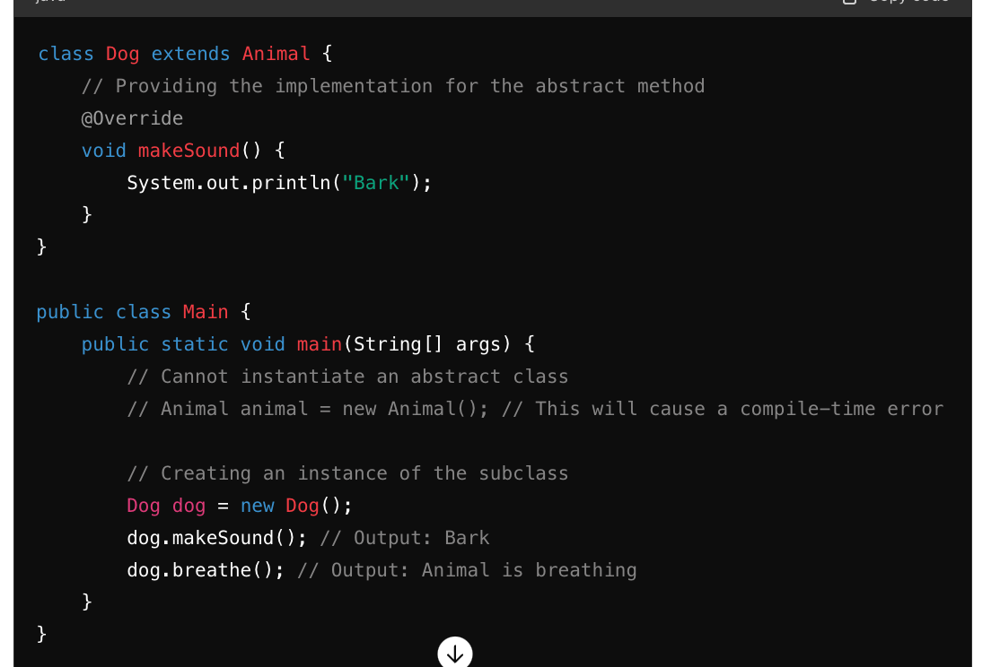 java
Copy code
class Dog extends Animal {
    // Providing the implementation for the abstract method
    @Override
    void makeSound() {
        System.out.println("Bark");
    }
}

public class Main {
    public static void main(String[] args) {
        // Cannot instantiate an abstract class
        // Animal animal = new Animal(); // This will cause a compile-time error

        // Creating an instance of the subclass
        Dog dog = new Dog();
        dog.makeSound(); // Output: Bark
        dog.breathe(); // Output: Animal is breathing
    }
}